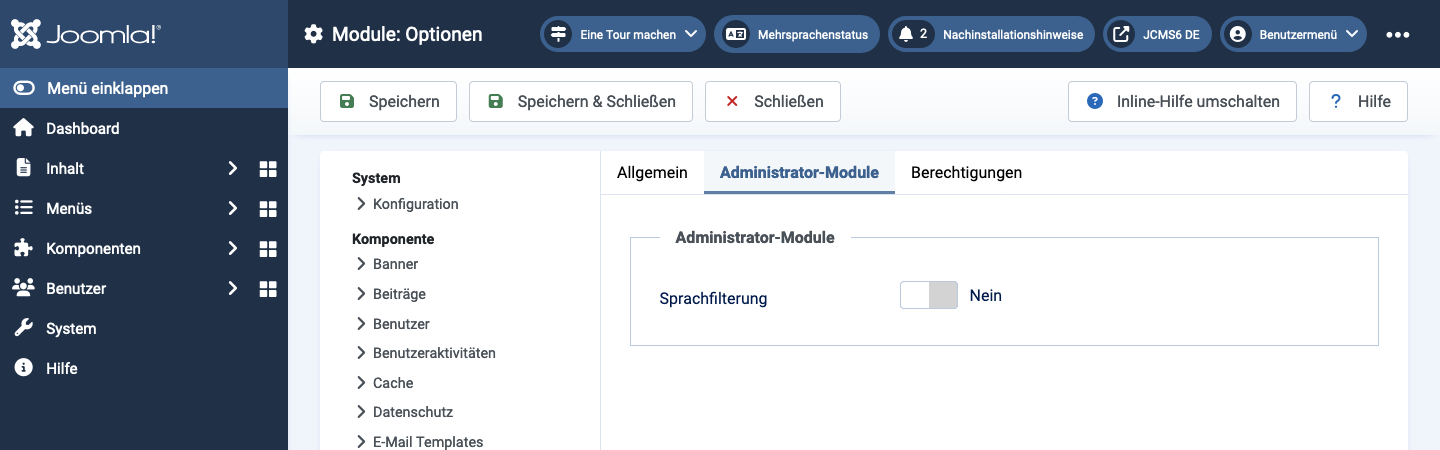 Joomla!®
Module: Optionen
Eine Tour machen
Mehrsprachenstatus
2 Nachinstallationshinweise
JCMS6 DE
Benutzermenü
Menü einklappen
Dashboard
Inhalt
Menüs
Komponenten
Benutzer
System
Hilfe
Speichern
Speichern & Schließen
Schließen
Inline-Hilfe umschalten
? Hilfe
System
Konfiguration
Komponente
Banner
Beiträge
Benutzer
Benutzeraktivitäten
Cache
Datenschutz
E-Mail Templates
Allgemein
Administrator-Module
Berechtigungen
Administrator-Module
Sprachfilterung
Nein